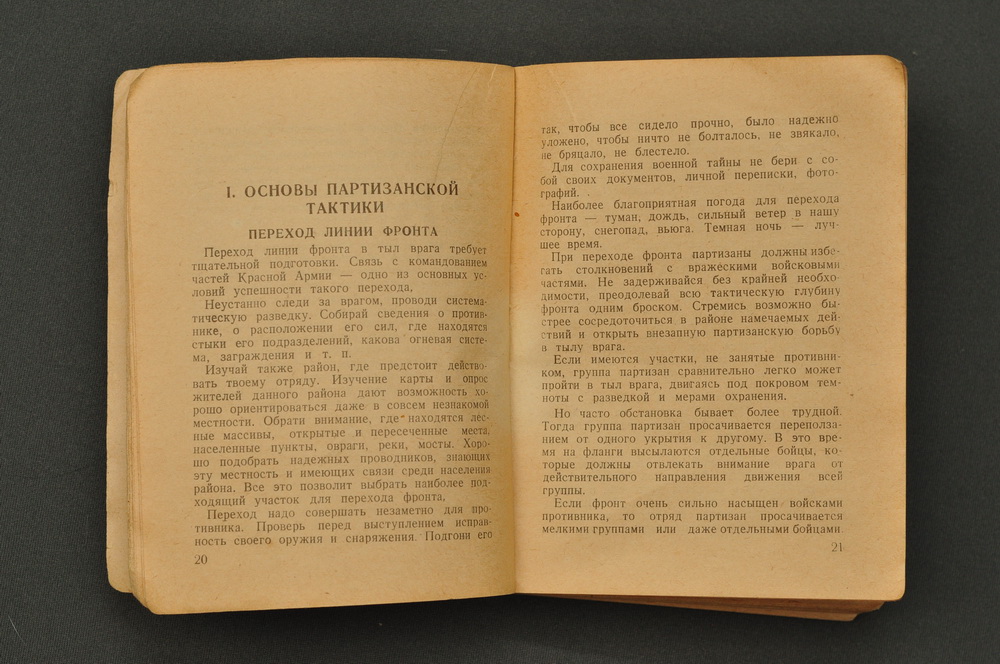 I. ОСНОВЫ ПАРТИЗАНСКОЙ
ТАКТИКИ
ПЕРЕХОД ЛИНИИ ФРОНТА
Переход линии фронта в тыл врага требует
тщательной подготовки. Связь с командованием
частей Красной Армии — одно из основных ус-
ловий успешности такого перехода.
Неустанно следи за врагом, проводи система-
тическую разведку. Собирай сведения о против-
нике, о расположении его сил, где находятся
стыки его подразделений, какова огневая систе-
ма, заграждения и т. п.
Изучай также район, где предстоит действо-
вать твоему отряду. Изучение карты и опрос
жителей данного района дают возможность хо-
рошо ориентироваться даже в совсем незнакомой
местности. Обрати внимание, где находятся лес-
ные массивы, открытые и пересеченные места,
населенные пункты, овраги, реки, мосты. Хоро-
шо подобрать надежных проводников, знающих
эту местность и имеющих связи среди населения
района. Все это позволит выбрать наиболее под-
ходящий участок для перехода фронта.
Переход надо совершать незаметно для про-
тивника. Проверь перед выступлением исправ-
ность своего оружия и снаряжения. Подгони его
20
так, чтобы все сидело прочно, было надежно
уложено, чтобы ничто не болталось, не звякало,
не бряцало, не блестело.
Для сохранения военной тайны не бери с со-
бой своих документов, личной переписки, фото-
графий.
Наиболее благоприятная погода для перехода
фронта — туман, дождь, сильный ветер в нашу
сторону, снегопад, вьюга. Темная ночь — луч-
шее время.
При переходе фронта партизаны должны избе-
гать столкновений с вражескими войсковыми
частями. Не задерживайся без крайней необхо-
димости, преодолевай всю тактическую глубину
фронта одним броском. Стремись возможно бы-
стрее сосредоточиться в районе намечаемых дей-
ствий и открыть внезапную партизанскую борьбу
в тылу врага.
Если имеются участки, не занятые противни-
ком, группа партизан сравнительно легко может
пройти в тыл врага, двигаясь под покровом тем-
ноты с разведкой и мерами охранения.
Но часто обстановка бывает более трудной.
Тогда группа партизан просачивается переполза-
нием от одного укрытия к другому. В это вре-
мя на фланги высылаются отдельные бойцы, ко-
торые должны отвлекать внимание врага от
действительного направления движения всей
группы.
Если фронт очень сильно насыщен войсками
противника, то отряд партизан просачивается
мелкими группами или даже отдельными бойцами.
21